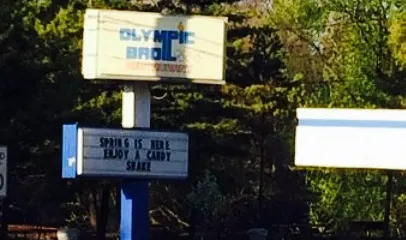 OLYMPIC
BROIL
SPRING IS HERE
ENJOY A CANDY
SHAKE